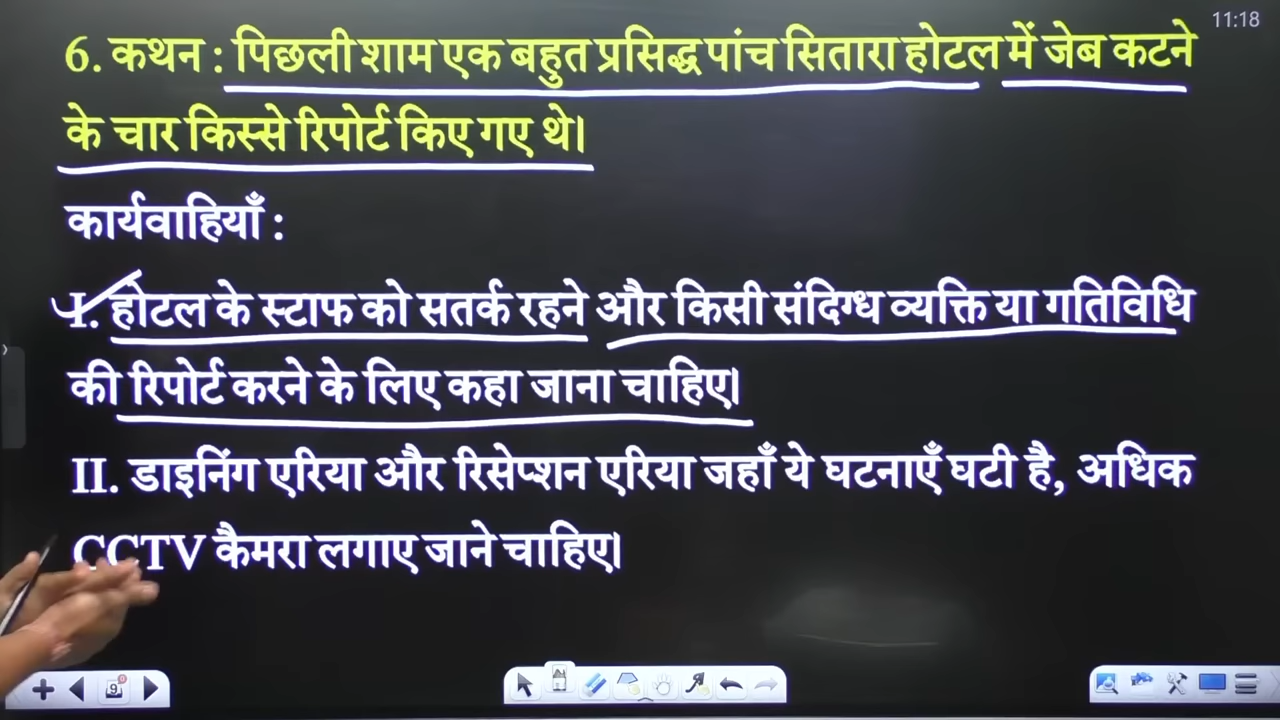 11:18
6. कथन : पिछली शाम एक बहुत प्रसिद्ध पांच सितारा होटल में जेब कटने
के चार किस्से रिपोर्ट किए गए थे।
कार्यवाहियाँ :
I. होटल के स्टाफ को सतर्क रहने और किसी संदिग्ध व्यक्ति या गतिविधि
की रिपोर्ट करने के लिए कहा जाना चाहिए।
II. डाइनिंग एरिया और रिसेप्शन एरिया जहाँ ये घटनाएँ घटी है, अधिक
CCTV कैमरा लगाए जाने चाहिए।
9